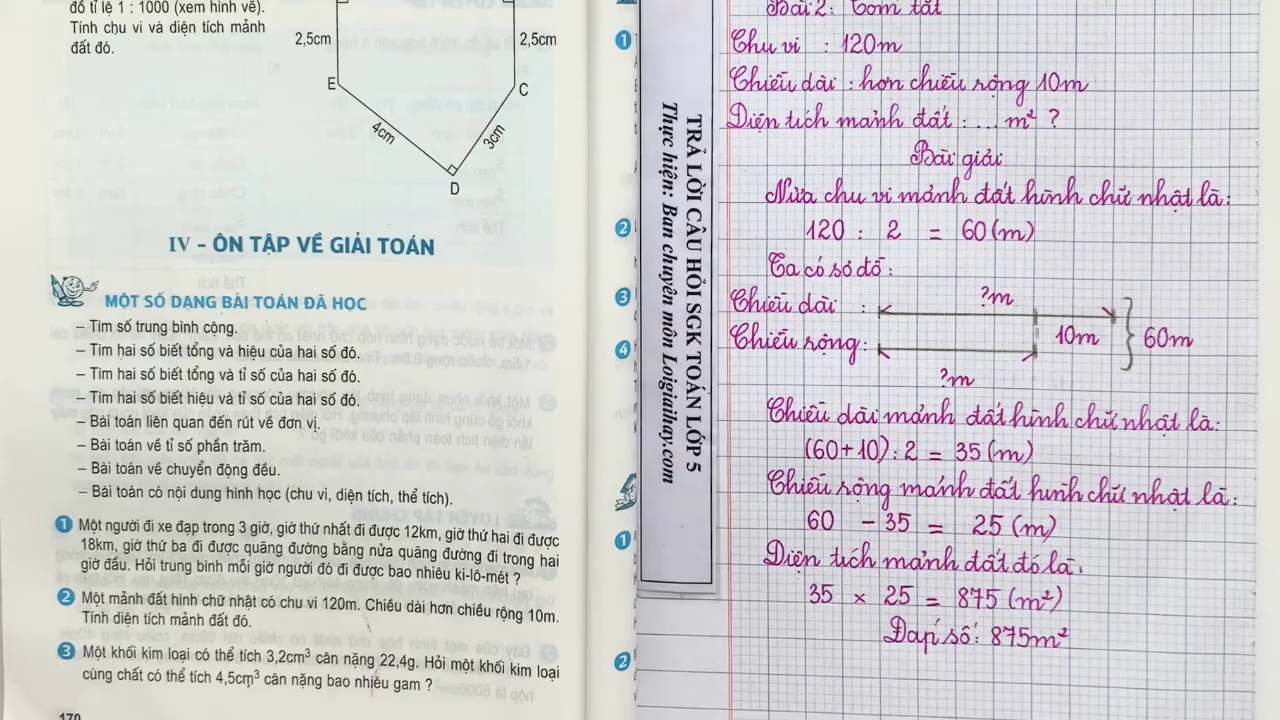 đồ tỉ lệ 1 : 1000 (xem hình vẽ).
Tính chu vi và diện tích mảnh
đất đó.
2,5cm
2,5cm
E
C
4cm
3cm
D
IV - ÔN TẬP VỀ GIẢI TOÁN
MỘT SỐ DẠNG BÀI TOÁN ĐÃ HỌC
– Tìm số trung bình cộng.
– Tìm hai số biết tổng và hiệu của hai số đó.
– Tìm hai số biết tổng và tỉ số của hai số đó.
– Tìm hai số biết hiệu và tỉ số của hai số đó.
– Bài toán liên quan đến rút về đơn vị.
– Bài toán về tỉ số phần trăm.
– Bài toán về chuyển động đều.
– Bài toán có nội dung hình học (chu vi, diện tích, thể tích).
1 Một người đi xe đạp trong 3 giờ, giờ thứ nhất đi được 12km, giờ thứ hai đi được
18km, giờ thứ ba đi được quãng đường bằng nửa quãng đường đi trong hai
giờ đầu. Hỏi trung bình mỗi giờ người đó đi được bao nhiêu ki-lô-mét ?
2 Một mảnh đất hình chữ nhật có chu vi 120m. Chiều dài hơn chiều rộng 10m.
Tính diện tích mảnh đất đó.
3 Một khối kim loại có thể tích 3,2cm³ cân nặng 22,4g. Hỏi một khối kim loại
cùng chất có thể tích 4,5cm³ cân nặng bao nhiêu gam ?
170
1
2
3
4
1
2
TRẢ LỜI CÂU HỎI SGK TOÁN LỚP 5
Thực hiện: Ban chuyên môn Loigiaihay.com
Bài 2: Tóm tắt
Chu vi : 120m
Chiều dài : hơn chiều rộng 10m
Diện tích mảnh đất : ... m² ?
Bài giải
Nửa chu vi mảnh đất hình chữ nhật là:
120 : 2 = 60 (m)
Ta có sơ đồ:
?m
Chiều dài :
Chiều rộng:
10m
60m
?m
Chiều dài mảnh đất hình chữ nhật là:
(60+10) : 2 = 35 (m)
Chiều rộng mảnh đất hình chữ nhật là:
60 - 35 = 25 (m)
Diện tích mảnh đất đó là:
35 × 25 = 875 (m²)
Đáp số: 875m²